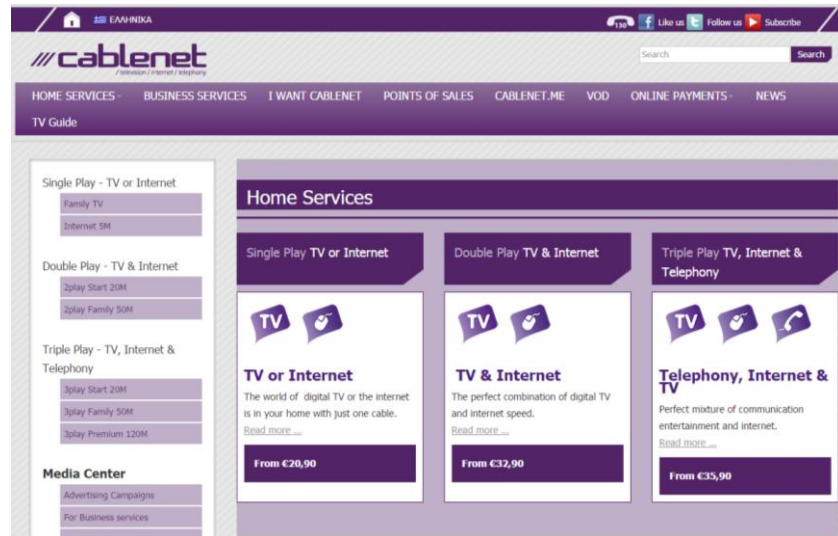 ΕΛΛΗΝΙΚΑ
130
Like us
Follow us
Subscribe
cablenet
/ television / internet / telephony
Search
Search
HOME SERVICES
BUSINESS SERVICES
I WANT CABLENET
POINTS OF SALES
CABLENET.ME
VOD
ONLINE PAYMENTS
NEWS
TV Guide
Single Play - TV or Internet
Family TV
Internet 5M
Double Play - TV & Internet
2play Start 20M
2play Family 50M
Triple Play - TV, Internet &
Telephony
3play Start 20M
3play Family 50M
3play Premium 120M
Media Center
Advertising Campaigns
For Business services
Home Services
Single Play TV or Internet
TV
TV or Internet
The world of digital TV or the internet
is in your home with just one cable.
Read more ...
From €20,90
Double Play TV & Internet
TV
TV & Internet
The perfect combination of digital TV
and internet speed.
Read more ...
From €32,90
Triple Play TV, Internet &
Telephony
TV
Telephony, Internet &
TV
Perfect mixture of communication
entertainment and internet.
Read more ...
From €35,90